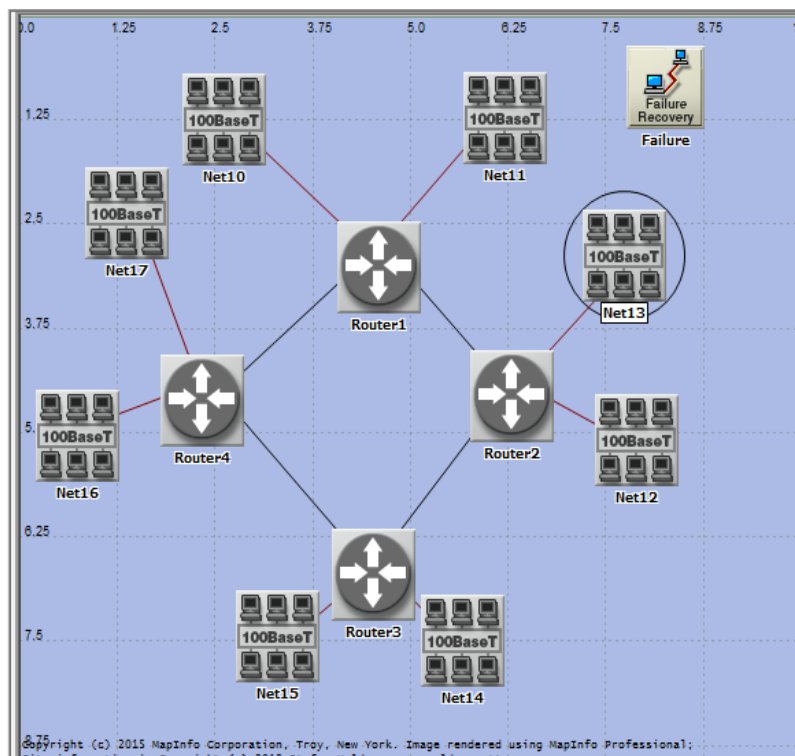 0.0 1.25 2.5 3.75 5.0 6.25 7.5 8.75
1.25
100BaseT
Net10
100BaseT
Net11
Failure
Recovery
Failure
100BaseT
Net17
2.5
Router1
100BaseT
Net13
3.75
Router4
Router2
5.
100BaseT
Net16
100BaseT
Net12
6.25
Router3
7.5
100BaseT
Net15
100BaseT
Net14
8.75
Copyright (c) 2015 MapInfo Corporation, Troy, New York. Image rendered using MapInfo Professional;